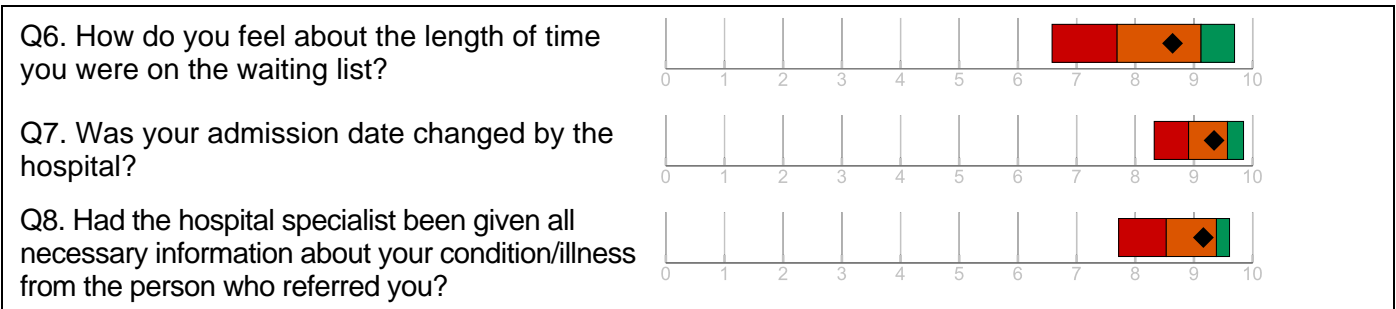 Q6. How do you feel about the length of time
you were on the waiting list?
0 1 2 3 4 5 6 7 8 9 10
Q7. Was your admission date changed by the
hospital?
0 1 2 3 4 5 6 7 8 9 10
Q8. Had the hospital specialist been given all
necessary information about your condition/illness
from the person who referred you?
0 1 2 3 4 5 6 7 8 9 10